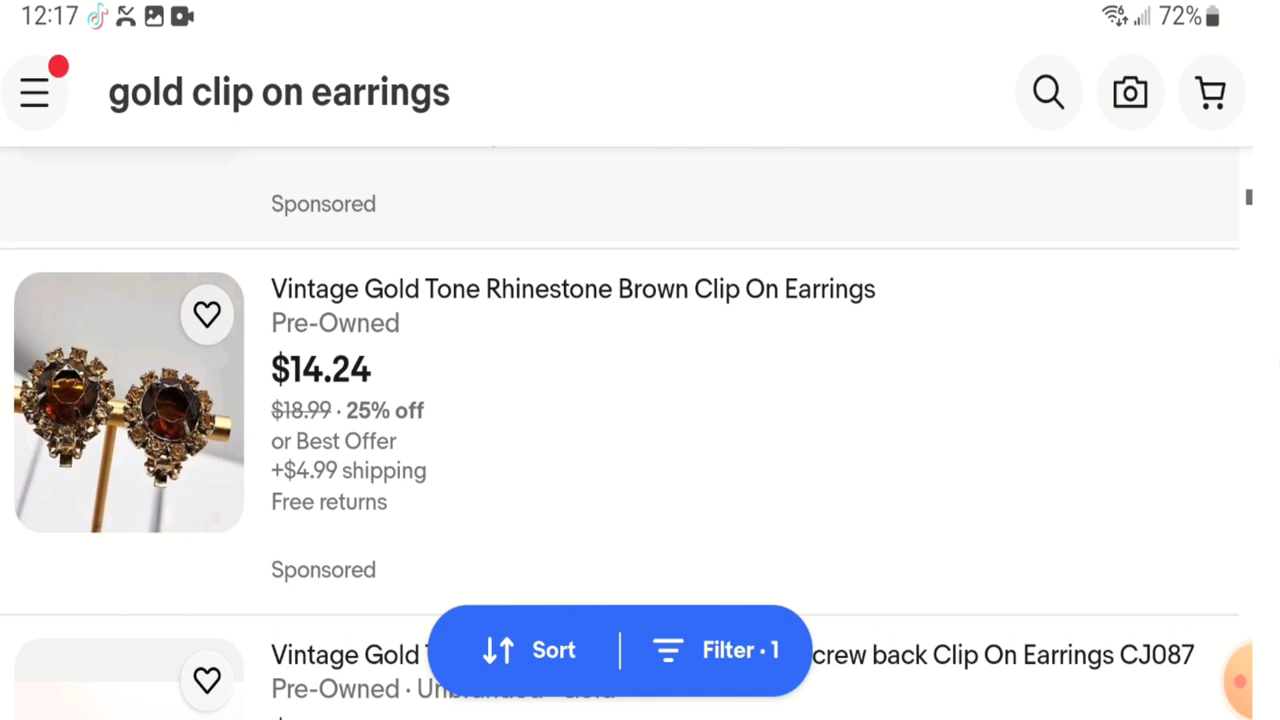 12:17
72%
gold clip on earrings
Sponsored
Vintage Gold Tone Rhinestone Brown Clip On Earrings
Pre-Owned
$14.24
$18.99 · 25% off
or Best Offer
+$4.99 shipping
Free returns
Sponsored
Sort
Filter · 1
Vintage Gold crew back Clip On Earrings CJ087
Pre-Owned ·